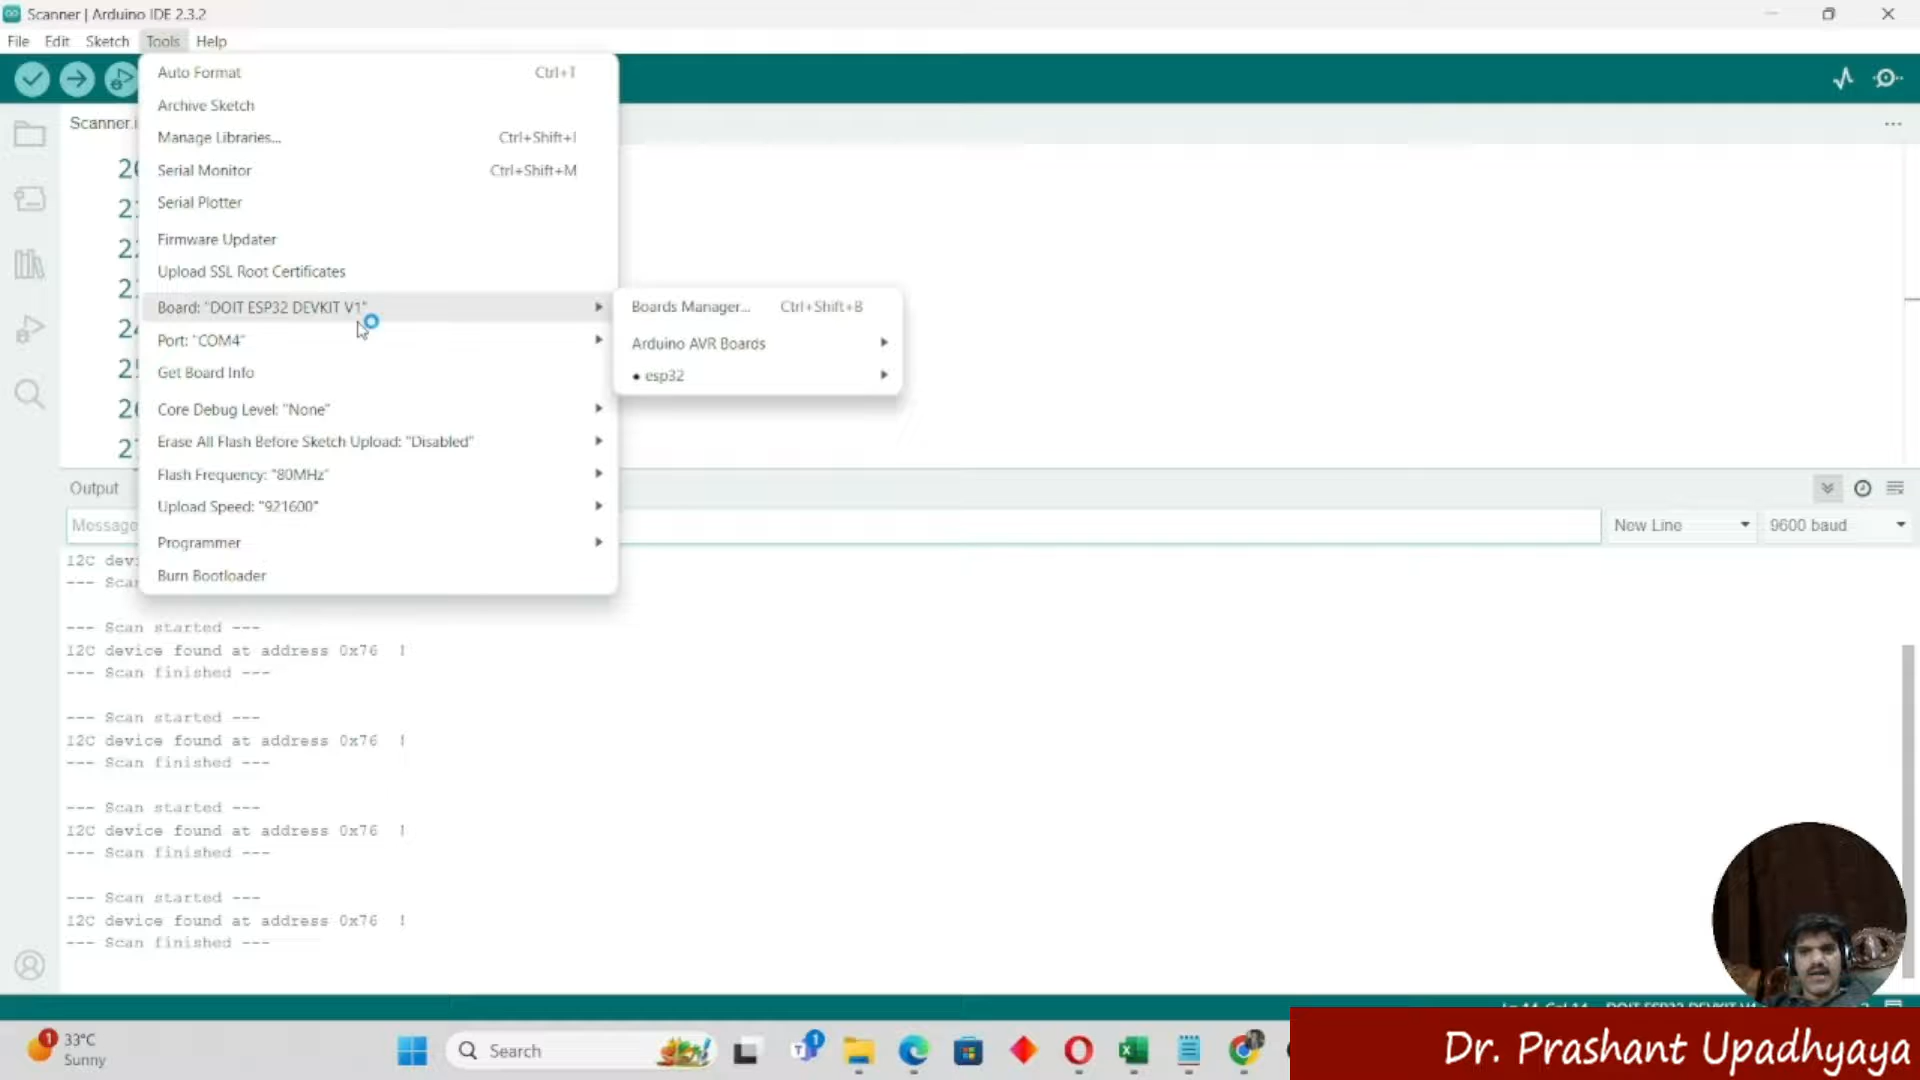 Scanner | Arduino IDE 2.3.2
File Edit Sketch Tools Help
Auto Format Ctrl+T
Archive Sketch
Scanner.i
Manage Libraries... Ctrl+Shift+I
Serial Monitor Ctrl+Shift+M
Serial Plotter
Firmware Updater
Upload SSL Root Certificates
Board: "DOIT ESP32 DEVKIT V1"
Port: "COM4"
Get Board Info
Core Debug Level: "None"
Erase All Flash Before Sketch Upload: "Disabled"
Flash Frequency: "80MHz"
Upload Speed: "921600"
Programmer
Burn Bootloader
Boards Manager... Ctrl+Shift+B
Arduino AVR Boards
esp32
Output
Message
New Line 9600 baud
I2C devi
--- Scan
--- Scan started ---
I2C device found at address 0x76 !
--- Scan finished ---
--- Scan started ---
I2C device found at address 0x76 !
--- Scan finished ---
--- Scan started ---
I2C device found at address 0x76 !
--- Scan finished ---
--- Scan started ---
I2C device found at address 0x76 !
--- Scan finished ---
33°C
Sunny
Search
Dr. Prashant Upadhyaya